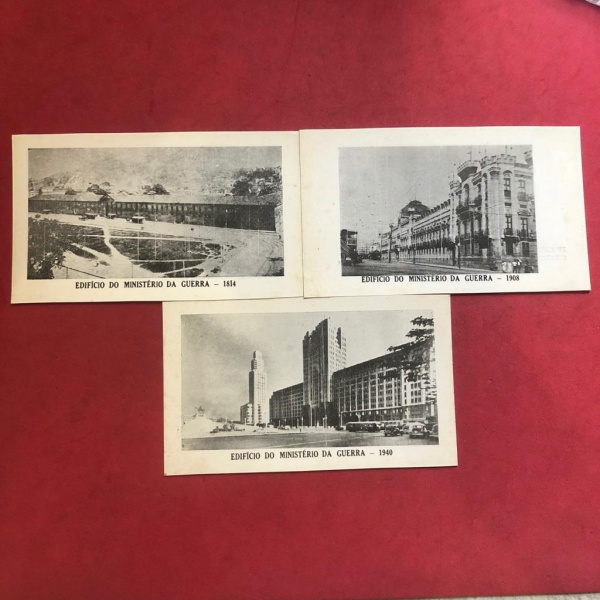 EDIFÍCIO DO MINISTÉRIO DA GUERRA – 1814
EDIFÍCIO DO MINISTÉRIO DA GUERRA – 1908
EDIFÍCIO DO MINISTÉRIO DA GUERRA – 1940